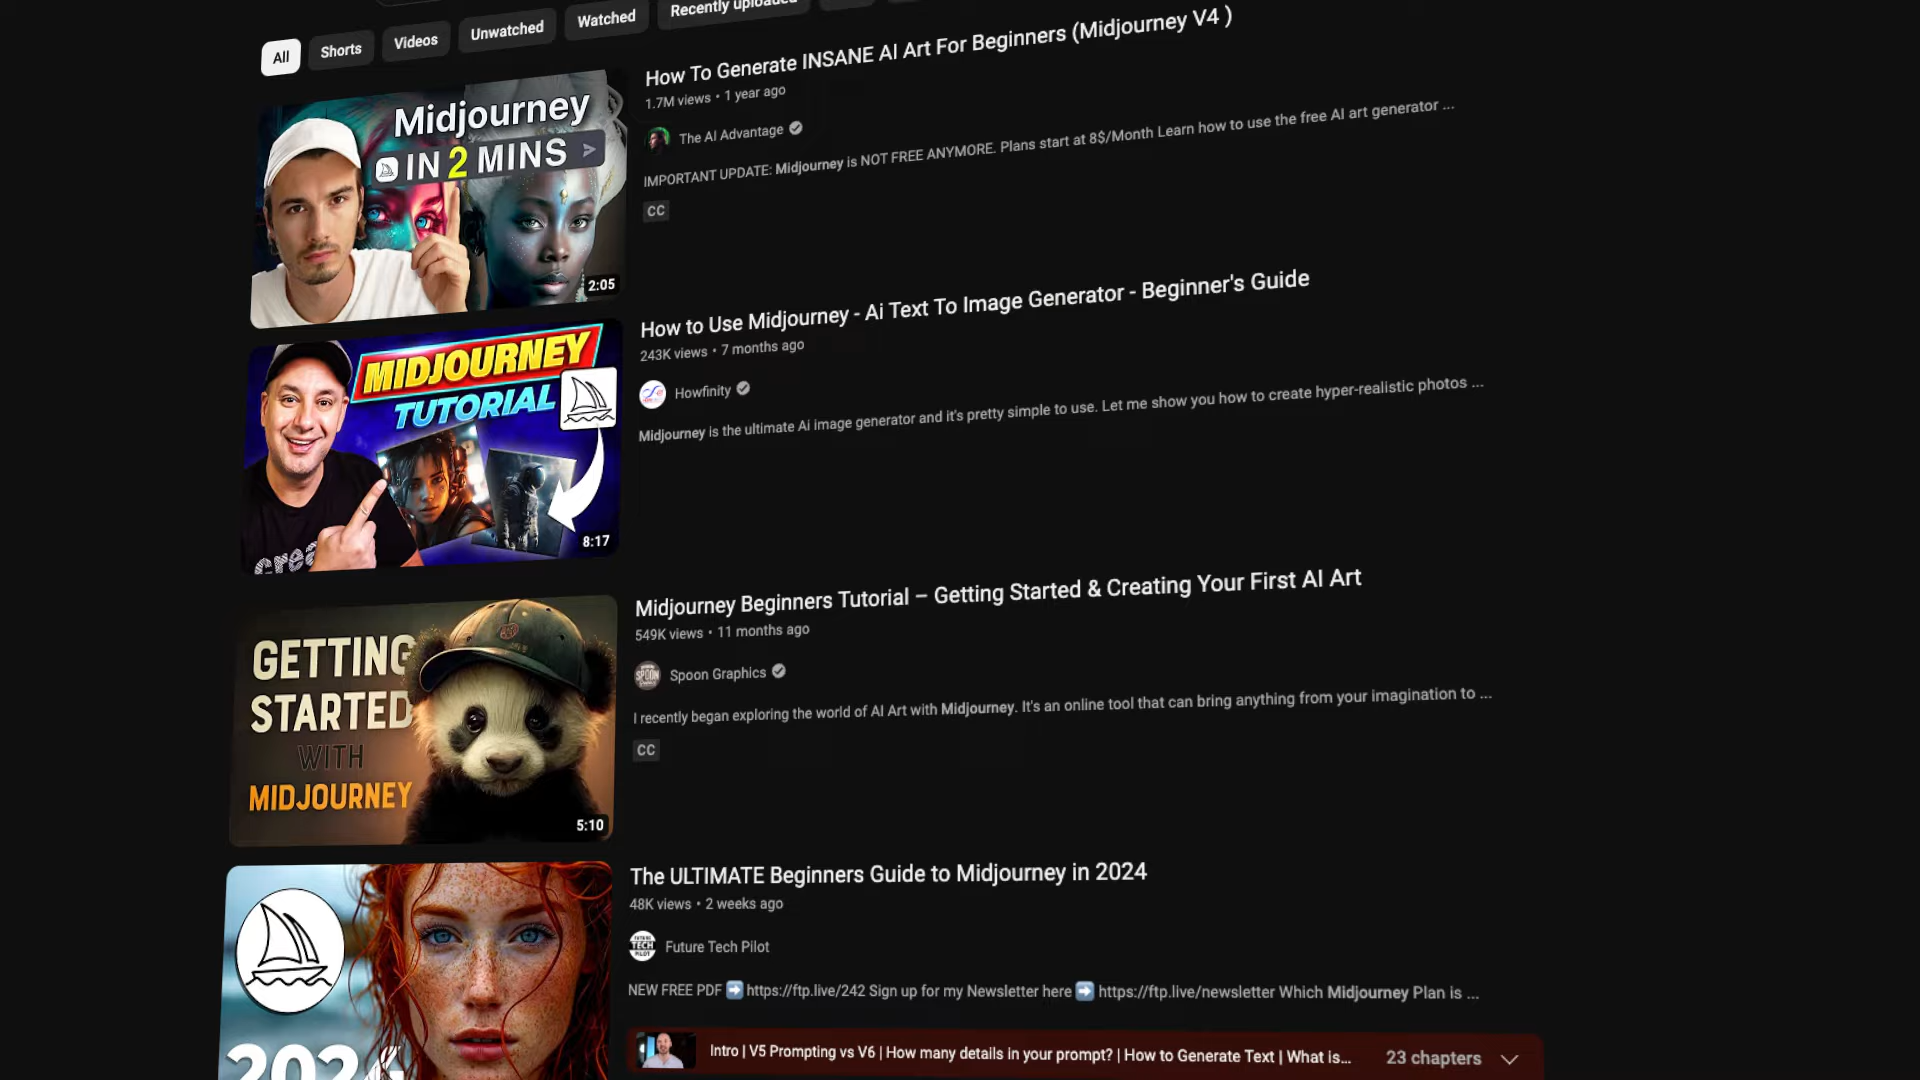 All
Shorts
Videos
Unwatched
Watched
Recently uploaded
Midjourney
IN 2 MINS
2:05
How To Generate INSANE AI Art For Beginners (Midjourney V4 )
1.7M views • 1 year ago
The AI Advantage
IMPORTANT UPDATE: Midjourney is NOT FREE ANYMORE. Plans start at 8$/Month Learn how to use the free AI art generator ...
CC
MIDJOURNEY
TUTORIAL
crea
8:17
How to Use Midjourney - Ai Text To Image Generator - Beginner's Guide
243K views • 7 months ago
Howfinity
Midjourney is the ultimate Ai image generator and it's pretty simple to use. Let me show you how to create hyper-realistic photos ...
GETTING
STARTED
WITH
MIDJOURNEY
5:10
Midjourney Beginners Tutorial – Getting Started & Creating Your First AI Art
549K views • 11 months ago
SPOON
Spoon Graphics
I recently began exploring the world of AI Art with Midjourney. It's an online tool that can bring anything from your imagination to ...
CC
2024
The ULTIMATE Beginners Guide to Midjourney in 2024
48K views • 2 weeks ago
FUTURE
TECH
PILOT
Future Tech Pilot
NEW FREE PDF ➡️ https://ftp.live/242 Sign up for my Newsletter here ➡️ https://ftp.live/newsletter Which Midjourney Plan is ...
Intro | V5 Prompting vs V6 | How many details in your prompt? | How to Generate Text | What is...
23 chapters